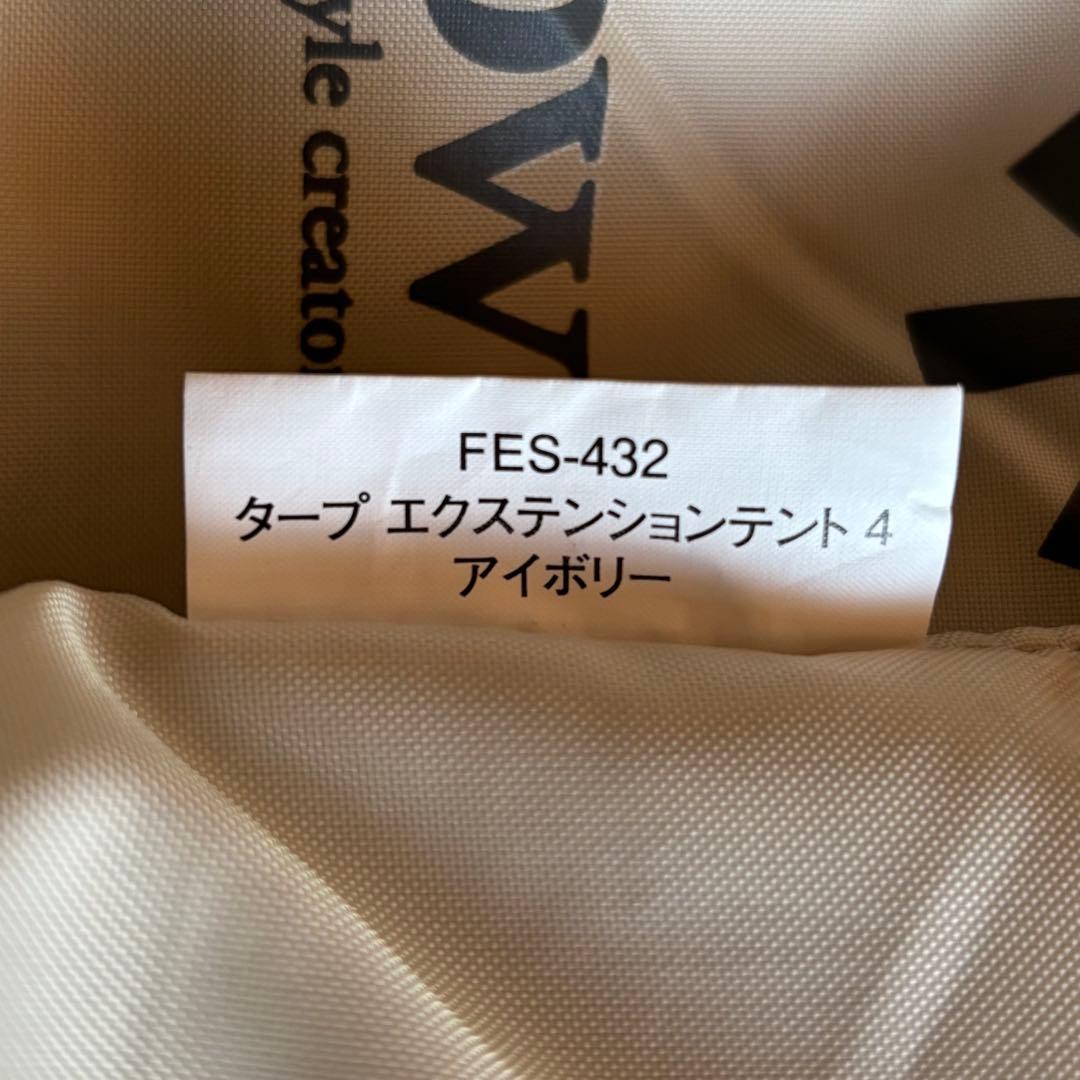 FES-432
タープ エクステンションテント 4
アイボリー